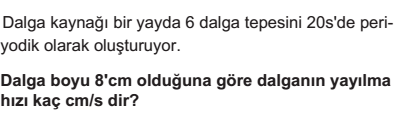 Dalga kaynağı bir yayda 6 dalga tepesini 20s'de peri-
yodik olarak oluşturuyor.
Dalga boyu 8'cm olduğuna göre dalganın yayılma
hızı kaç cm/s dir?